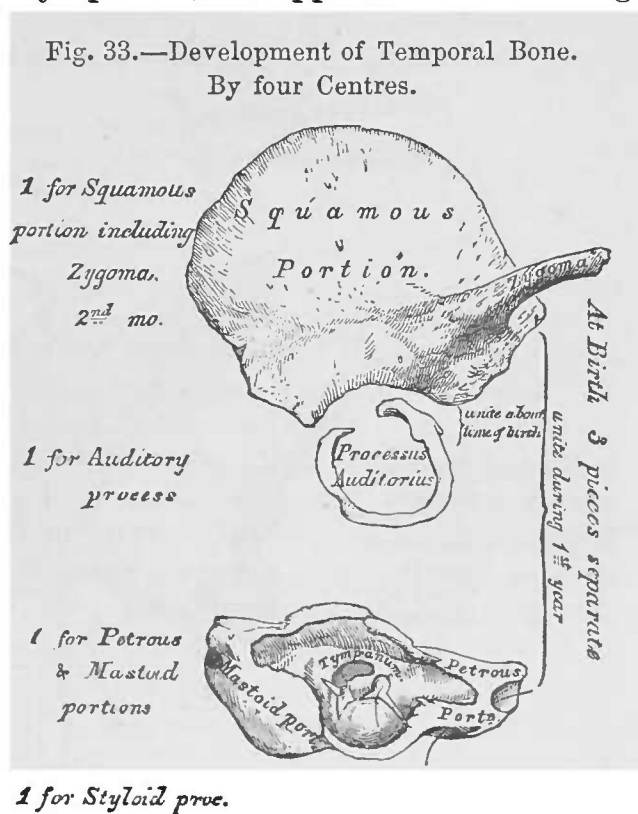 Fig. 33.—Development of Temporal Bone.
By four Centres.
1 for Squamous
portion including
Zygoma.
2nd mo.
Squamous
Portion.
Zygoma
unite about
time of birth
1 for Auditory
process
Processus
Auditorius
At Birth 3 pieces separate
unite during 1st year
1 for Petrous
& Mastoid
portions
Mastoid port
Tympanum
Petrous
Portn.
1 for Styloid proc.